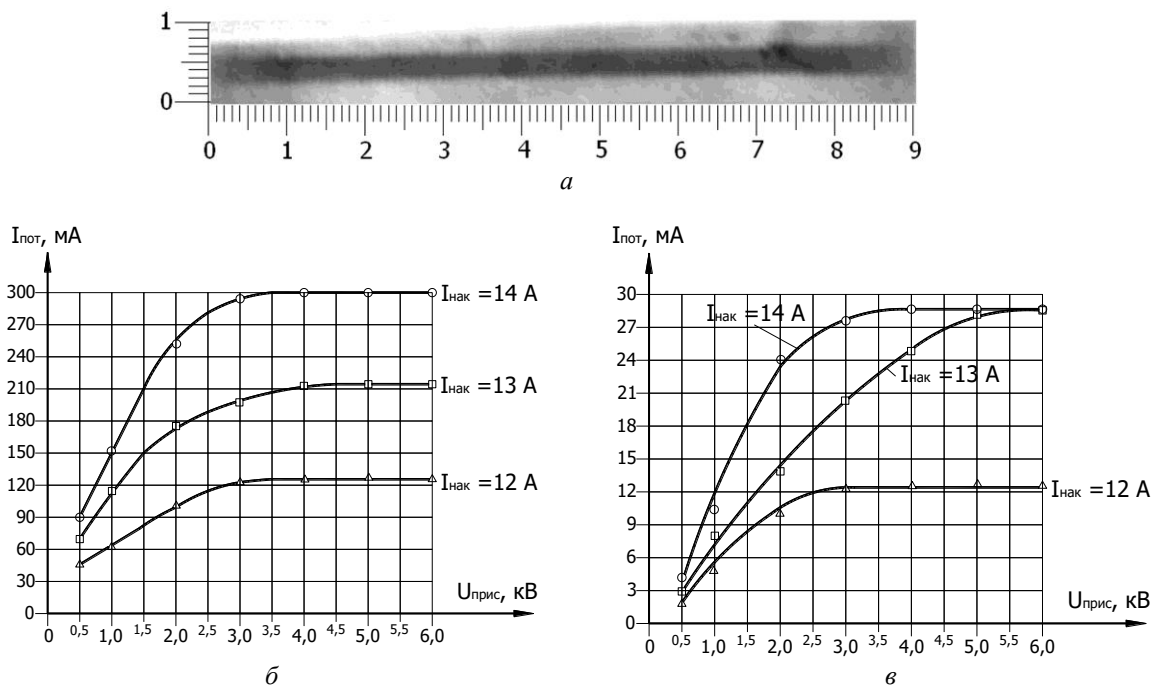 1
0
0 1 2 3 4 5 6 7 8 9
а
Iпот, мА
300
270
240
210
180
150
120
90
60
30
0
Iнак =14 А
Iнак =13 А
Iнак =12 А
Uприс, кВ
0 0,5 1,0 1,5 2,0 2,5 3,0 3,5 4,0 4,5 5,0 5,5 6,0
б
Iпот, мА
30
27
24
21
18
15
12
9
6
3
0
Iнак =14 А
Iнак =13 А
Iнак =12 А
Uприс, кВ
0 0,5 1,0 1,5 2,0 2,5 3,0 3,5 4,0 4,5 5,0 5,5 6,0
в